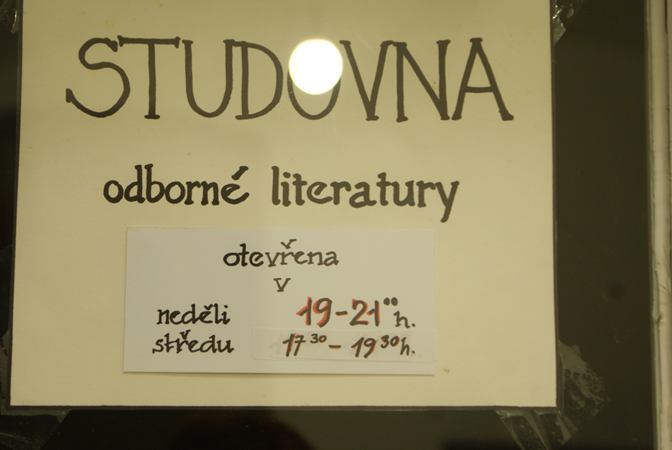 STUDOVNA
odborné literatury
otevřena
v
neděli 19-21⁰⁰h.
středu 17³⁰-19³⁰h.